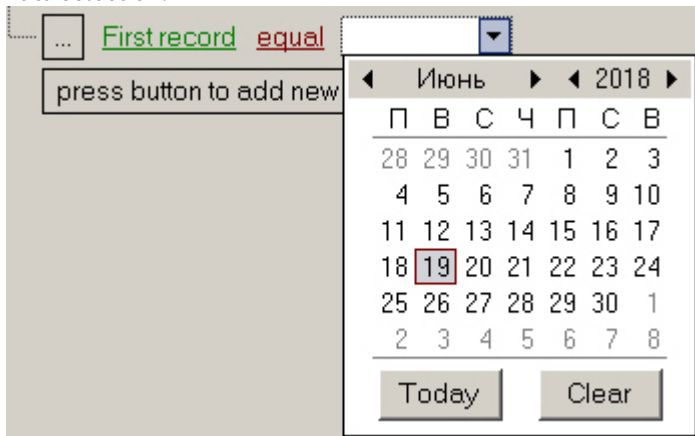 ... First record equal
press button to add new
Июнь 2018
П В С Ч П С В
28 29 30 31 1 2 3
4 5 6 7 8 9 10
11 12 13 14 15 16 17
18 19 20 21 22 23 24
25 26 27 28 29 30 1
2 3 4 5 6 7 8
Today Clear